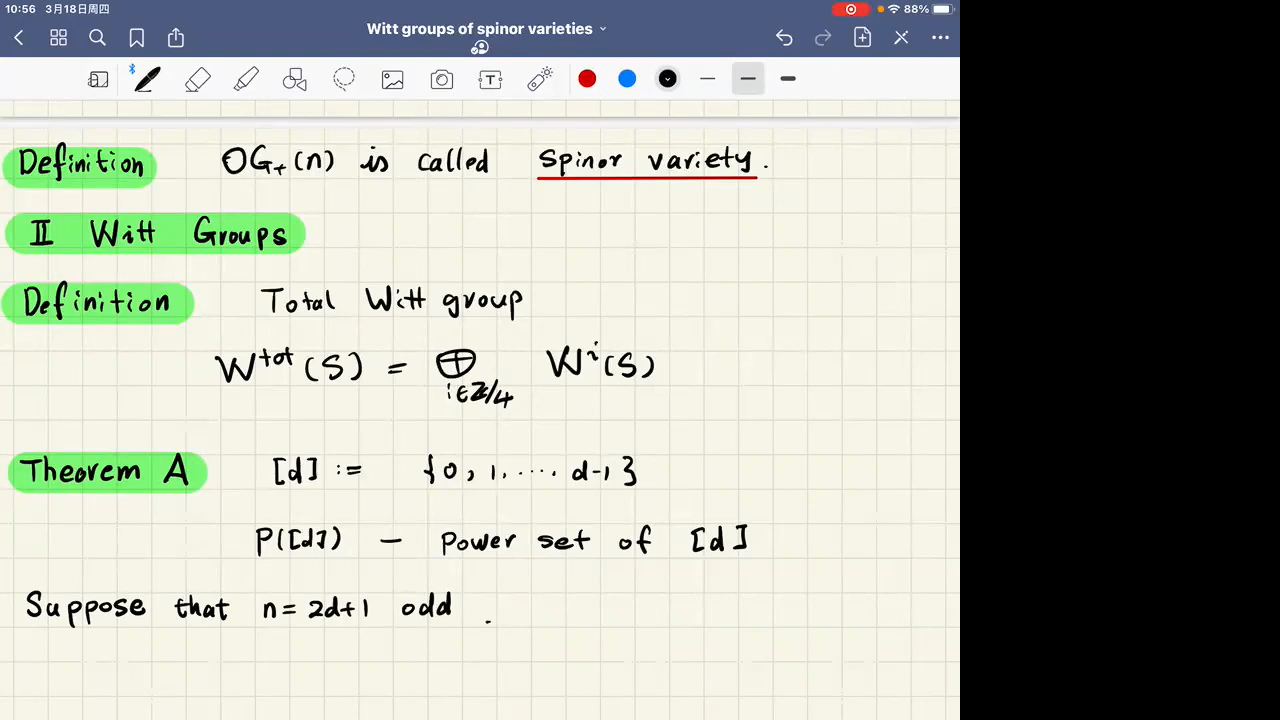 10:56 3月18日周四
88%
Witt groups of spinor varieties
Definition OG₊(n) is called Spinor variety.
II Witt Groups
Definition Total Witt group
Wᵗᵒᵗ(S) = ⊕_{i∈ℤ/4} Wⁱ(S)
Theorem A [d] := {0, 1, ···· d-1}
P([d]) — Power set of [d]
Suppose that n = 2d+1 odd .